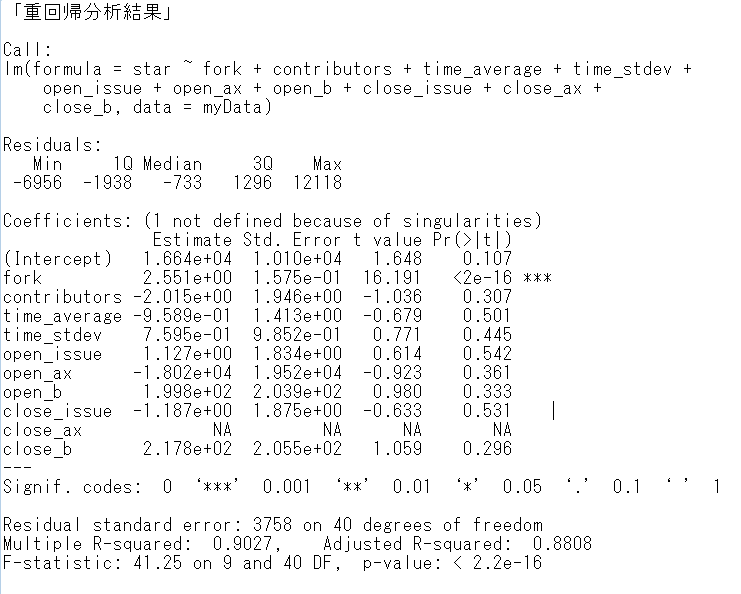 「重回帰分析結果」
Call:
lm(formula = star ~ fork + contributors + time_average + time_stdev +
    open_issue + open_ax + open_b + close_issue + close_ax +
    close_b, data = myData)
Residuals:
   Min     1Q Median     3Q    Max
 -6956  -1938   -733   1296  12118
Coefficients: (1 not defined because of singularities)
               Estimate Std. Error t value Pr(>|t|)
(Intercept)   1.664e+04  1.010e+04   1.648    0.107
fork          2.551e+00  1.575e-01  16.191   <2e-16 ***
contributors -2.015e+00  1.946e+00  -1.036    0.307
time_average -9.589e-01  1.413e+00  -0.679    0.501
time_stdev    7.595e-01  9.852e-01   0.771    0.445
open_issue    1.127e+00  1.834e+00   0.614    0.542
open_ax      -1.802e+04  1.952e+04  -0.923    0.361
open_b        1.998e+02  2.039e+02   0.980    0.333
close_issue  -1.187e+00  1.875e+00  -0.633    0.531
close_ax             NA         NA      NA       NA
close_b       2.178e+02  2.055e+02   1.059    0.296
---
Signif. codes:  0 ‘***’ 0.001 ‘**’ 0.01 ‘*’ 0.05 ‘.’ 0.1 ‘ ’ 1
Residual standard error: 3758 on 40 degrees of freedom
Multiple R-squared:  0.9027,    Adjusted R-squared:  0.8808
F-statistic: 41.25 on 9 and 40 DF,  p-value: < 2.2e-16